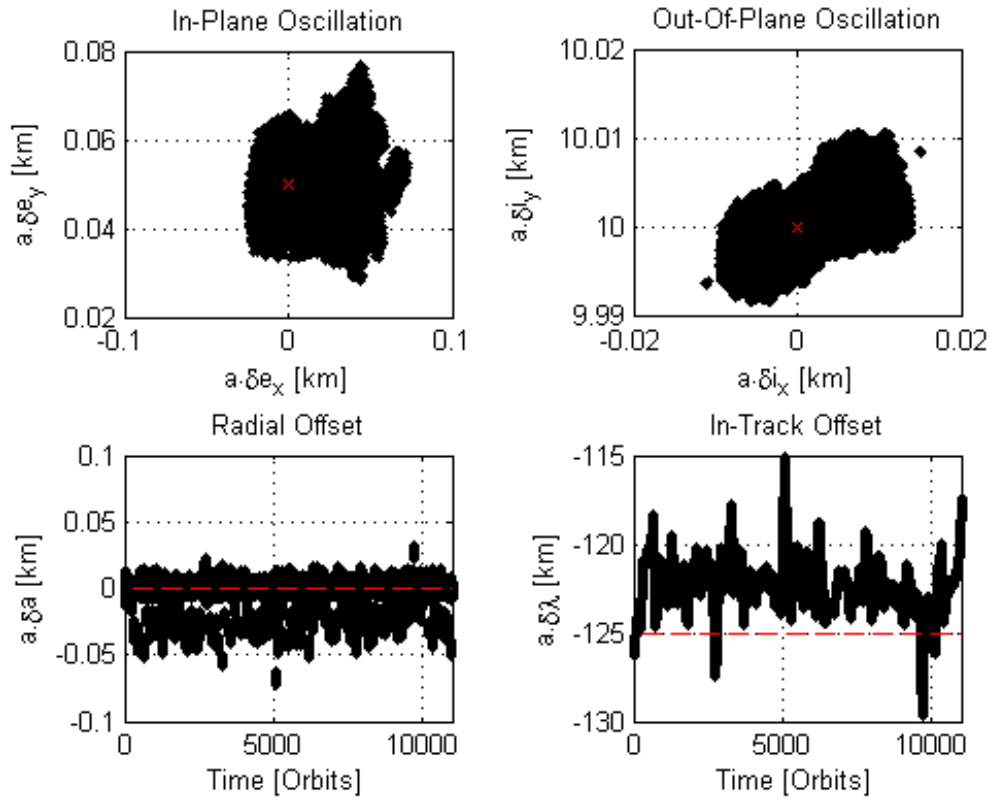 In-Plane Oscillation
0.08
0.06
0.04
0.02
-0.1
0
0.1
a.δe_y [km]
a.δe_x [km]
Out-Of-Plane Oscillation
10.02
10.01
10
9.99
-0.02
0
0.02
a.δi_y [km]
a.δi_x [km]
Radial Offset
0.1
0.05
0
-0.05
-0.1
0
5000
10000
a.δa [km]
Time [Orbits]
In-Track Offset
-115
-120
-125
-130
0
5000
10000
a.δλ [km]
Time [Orbits]